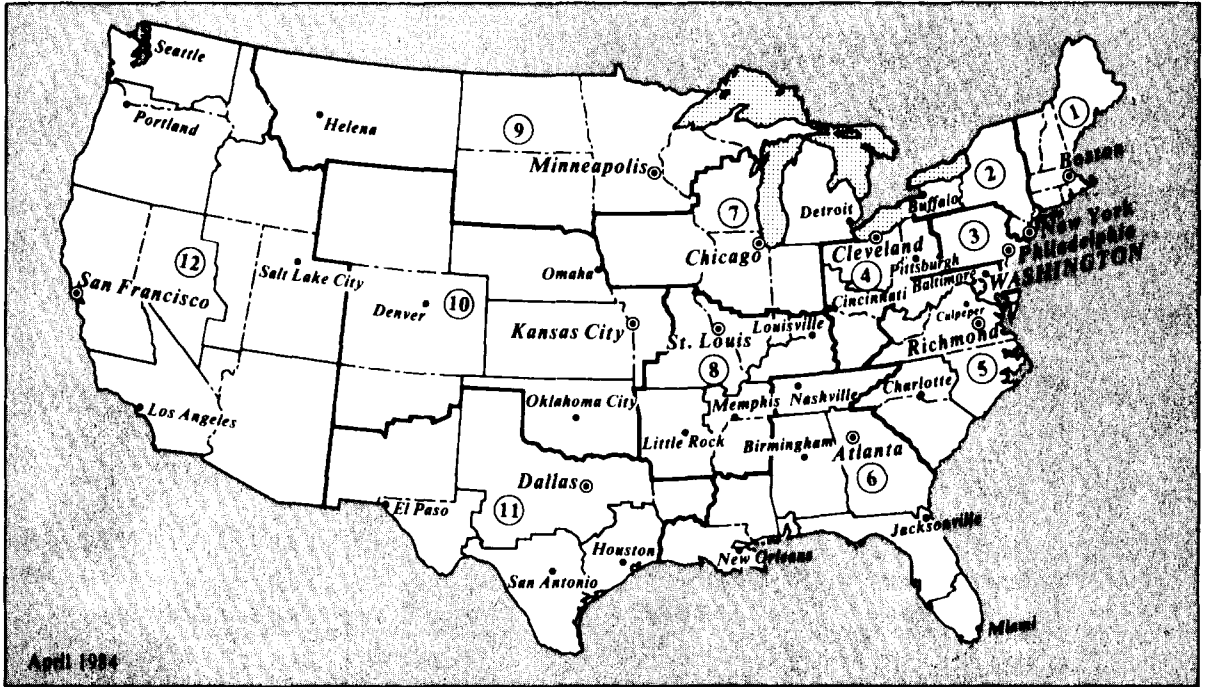 Seattle
Portland
Helena
9
Minneapolis
1
Boston
2
Buffalo
7
Detroit
New York
3
Philadelphia
Cleveland
Chicago
Pittsburgh
WASHINGTON
4
12
Salt Lake City
Omaha
Cincinnati
Baltimore
San Francisco
Denver
10
Culpeper
Kansas City
St. Louis
Louisville
Richmond
8
5
Charlotte
Los Angeles
Oklahoma City
Memphis
Nashville
Little Rock
Birmingham
Atlanta
6
Dallas
El Paso
11
Jacksonville
Houston
New Orleans
San Antonio
Miami
April 1984